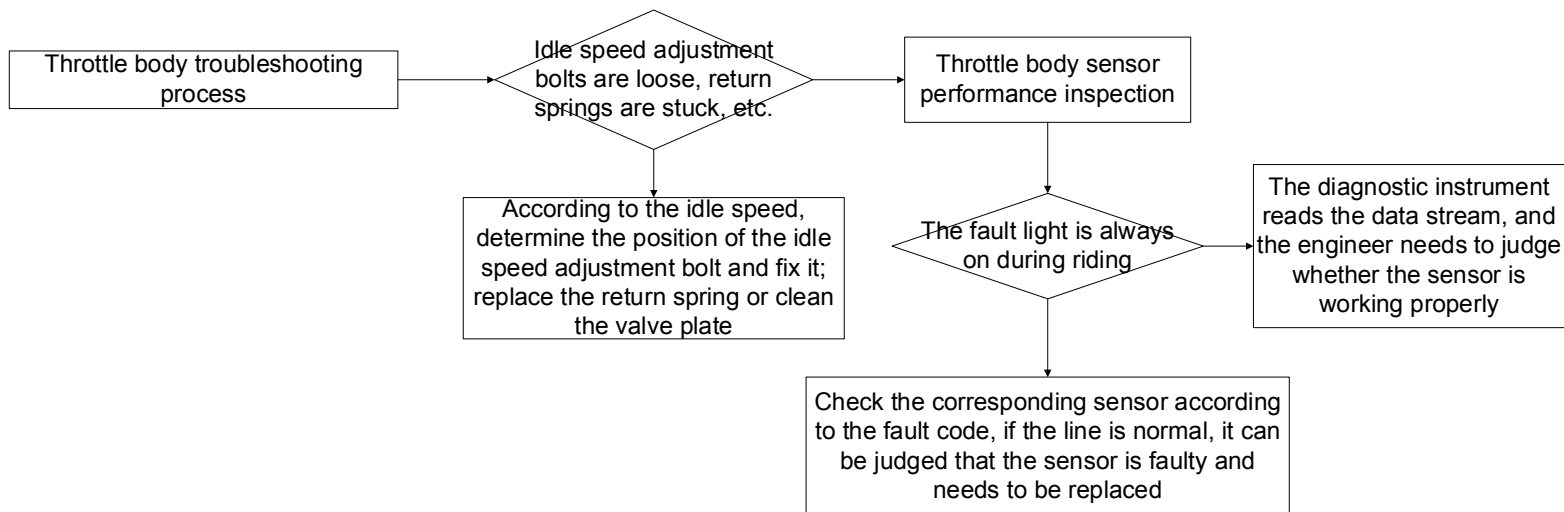 Throttle body troubleshooting
process
Idle speed adjustment
bolts are loose, return
springs are stuck, etc.
Throttle body sensor
performance inspection
According to the idle speed,
determine the position of the idle
speed adjustment bolt and fix it;
replace the return spring or clean
the valve plate
The fault light is always
on during riding
The diagnostic instrument
reads the data stream, and
the engineer needs to judge
whether the sensor is
working properly
Check the corresponding sensor according
to the fault code, if the line is normal, it can
be judged that the sensor is faulty and
needs to be replaced